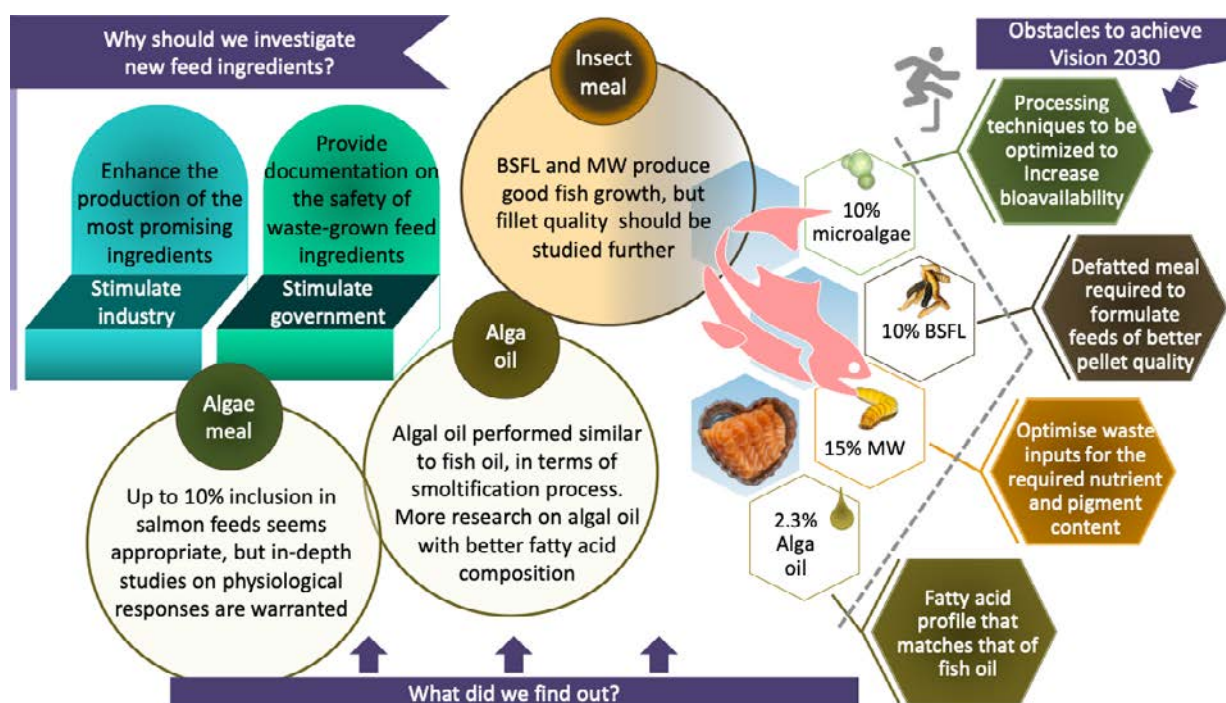 Why should we investigate
new feed ingredients?
Enhance the
production of the
most promising
ingredients
Stimulate
industry
Provide
documentation on
the safety of
waste-grown feed
ingredients
Stimulate
government
Insect
meal
BSFL and MW produce
good fish growth, but
fillet quality should be
studied further
Alga
oil
Algal oil performed similar
to fish oil, in terms of
smoltification process.
More research on algal oil
with better fatty acid
composition
Algae
meal
Up to 10% inclusion in
salmon feeds seems
appropriate, but in-depth
studies on physiological
responses are warranted
What did we find out?
10%
microalgae
10% BSFL
15% MW
2.3%
Alga
oil
Obstacles to achieve
Vision 2030
Processing
techniques to be
optimized to
increase
bioavailability
Defatted meal
required to
formulate
feeds of better
pellet quality
Optimise waste
inputs for the
required nutrient
and pigment
content
Fatty acid
profile that
matches that of
fish oil